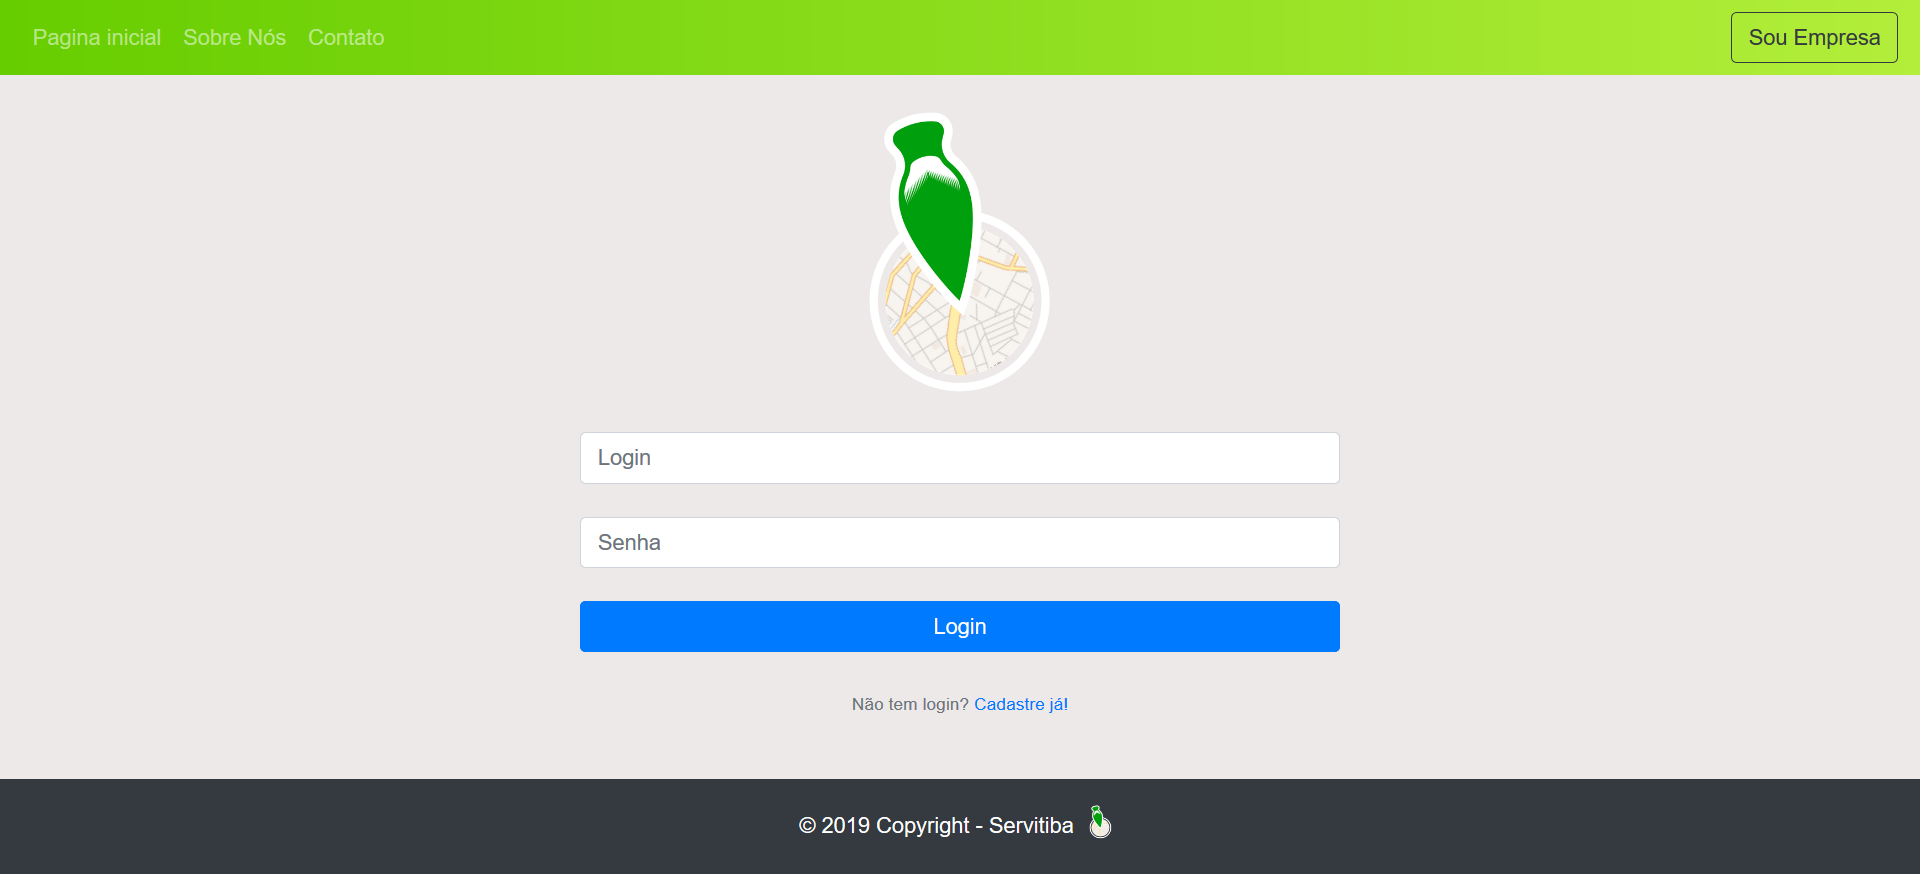 Pagina inicial Sobre Nós Contato Sou Empresa
Login
Senha
Login
Não tem login? Cadastre já!
© 2019 Copyright - Servitiba